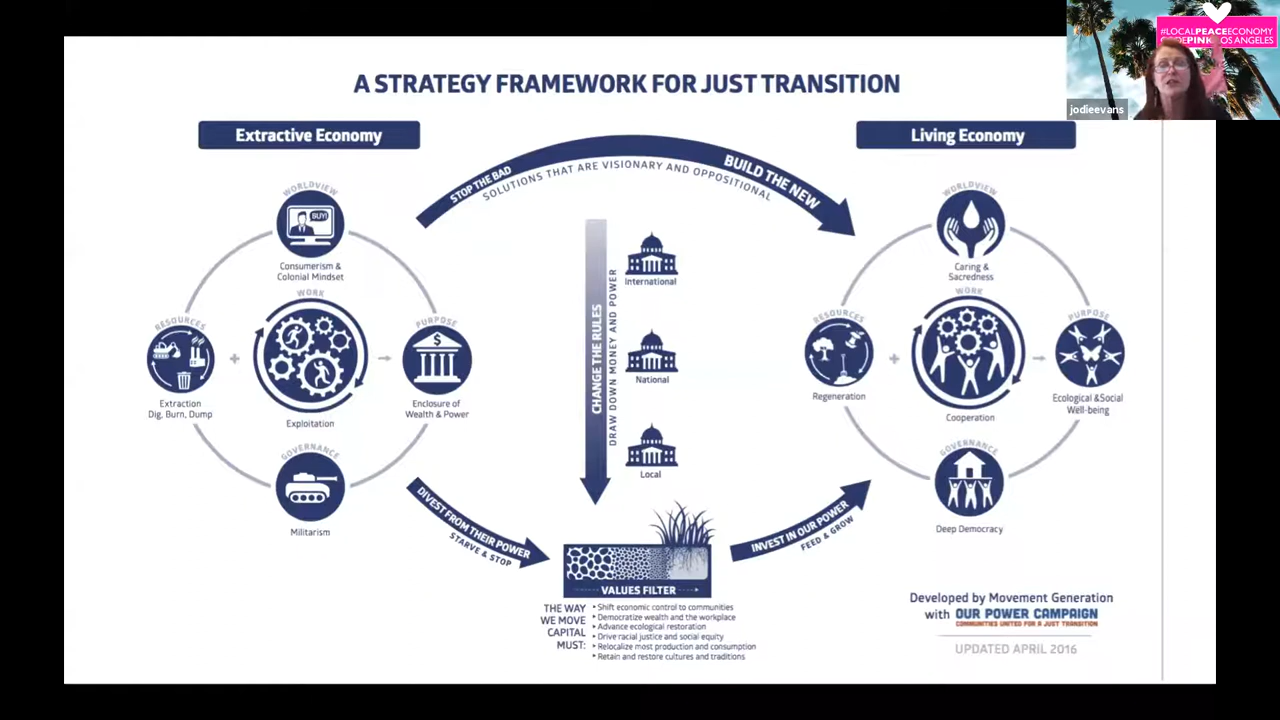 #LOCALPEACEECONOMY
PINK OS ANGELES
jodieevans
A STRATEGY FRAMEWORK FOR JUST TRANSITION
Extractive Economy
Living Economy
STOP THE BAD
BUILD THE NEW
SOLUTIONS THAT ARE VISIONARY AND OPPOSITIONAL
WORLDVIEW
BUY!
Consumerism &
Colonial Mindset
RESOURCES
Extraction
Dig, Burn, Dump
+
WORK
Exploitation
PURPOSE
$
Enclosure of
Wealth & Power
GOVERNANCE
Militarism
CHANGE THE RULES
DRAW DOWN MONEY AND POWER
International
National
Local
WORLDVIEW
Caring &
Sacredness
RESOURCES
Regeneration
+
WORK
Cooperation
PURPOSE
Ecological & Social
Well-being
GOVERNANCE
Deep Democracy
DIVEST FROM THEIR POWER
STARVE & STOP
INVEST IN OUR POWER
FEED & GROW
VALUES FILTER
THE WAY
WE MOVE
CAPITAL
MUST:
• Shift economic control to communities
• Democratize wealth and the workplace
• Advance ecological restoration
• Drive racial justice and social equity
• Relocalize most production and consumption
• Retain and restore cultures and traditions
Developed by Movement Generation
with OUR POWER CAMPAIGN
COMMUNITIES UNITED FOR A JUST TRANSITION
UPDATED APRIL 2016